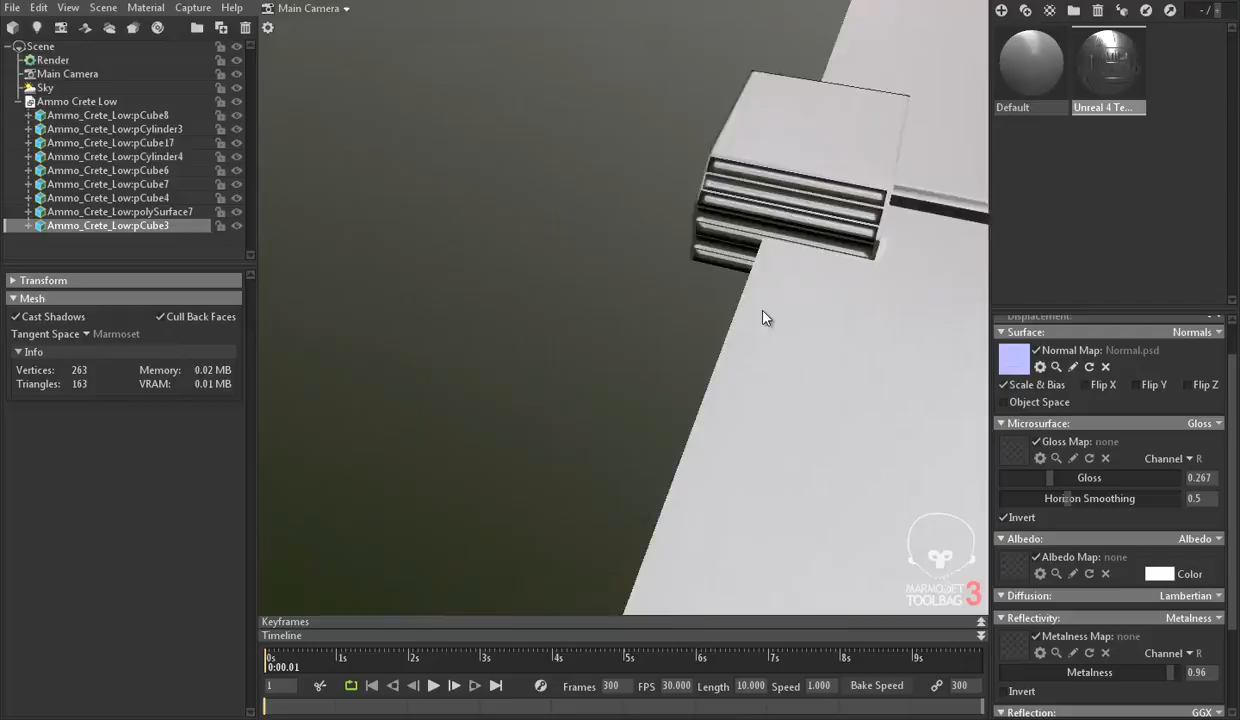 File Edit View Scene Material Capture Help
Main Camera
Scene
Render
Main Camera
Sky
Ammo Crete Low
Ammo_Crete_Low:pCube8
Ammo_Crete_Low:pCylinder3
Ammo_Crete_Low:pCube17
Ammo_Crete_Low:pCylinder4
Ammo_Crete_Low:pCube6
Ammo_Crete_Low:pCube7
Ammo_Crete_Low:pCube4
Ammo_Crete_Low:polySurface7
Ammo_Crete_Low:pCube3
Transform
Mesh
Cast Shadows Cull Back Faces
Tangent Space Marmoset
Info
Vertices: 263 Memory: 0.02 MB
Triangles: 163 VRAM: 0.01 MB
MARMOSET
TOOLBAG 3
Keyframes
Timeline
0s 1s 2s 3s 4s 5s 6s 7s 8s 9s
0:00.01
1 Frames 300 FPS 30.000 Length 10.000 Speed 1.000 Bake Speed 300
-/-
Default Unreal 4 Te...
Displacement:
Surface: Normals
Normal Map: Normal.psd
Scale & Bias Flip X Flip Y Flip Z
Object Space
Microsurface: Gloss
Gloss Map: none
Channel R
Gloss 0.267
Horizon Smoothing 0.5
Invert
Albedo: Albedo
Albedo Map: none
Color
Diffusion: Lambertian
Reflectivity: Metalness
Metalness Map: none
Channel R
Metalness 0.96
Invert
Reflection: GGX